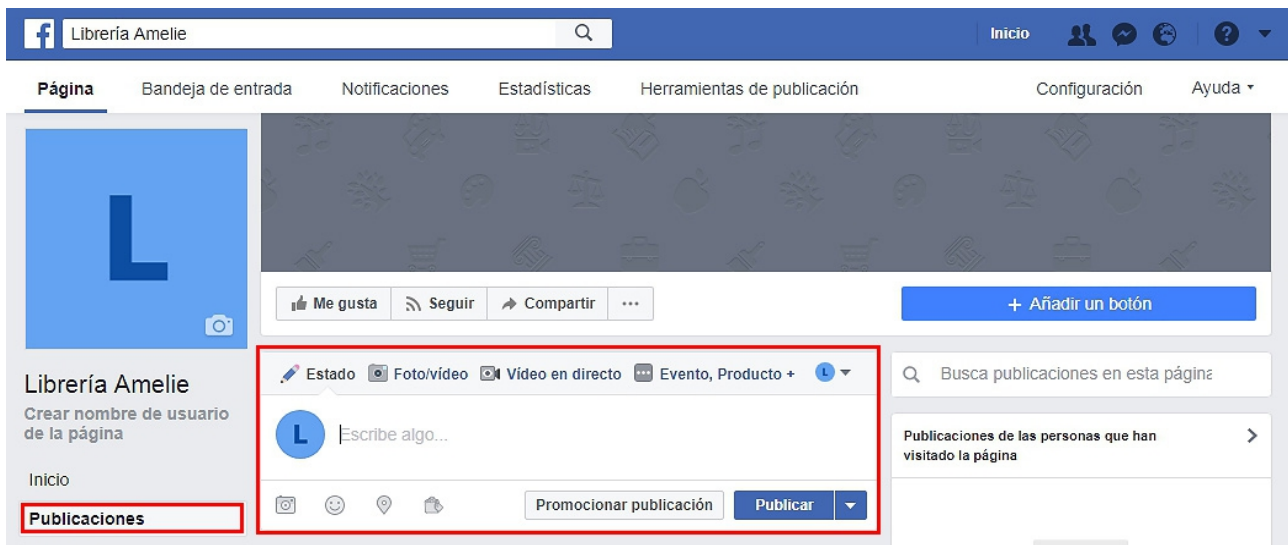 f Librería Amelie Inicio ?
Página Bandeja de entrada Notificaciones Estadísticas Herramientas de publicación Configuración Ayuda
L
Me gusta Seguir Compartir ... + Añadir un botón
Librería Amelie
Crear nombre de usuario
de la página
Inicio
Publicaciones
Estado Foto/vídeo Vídeo en directo Evento, Producto + L
L Escribe algo...
Promocionar publicación Publicar
Busca publicaciones en esta página
Publicaciones de las personas que han
visitado la página